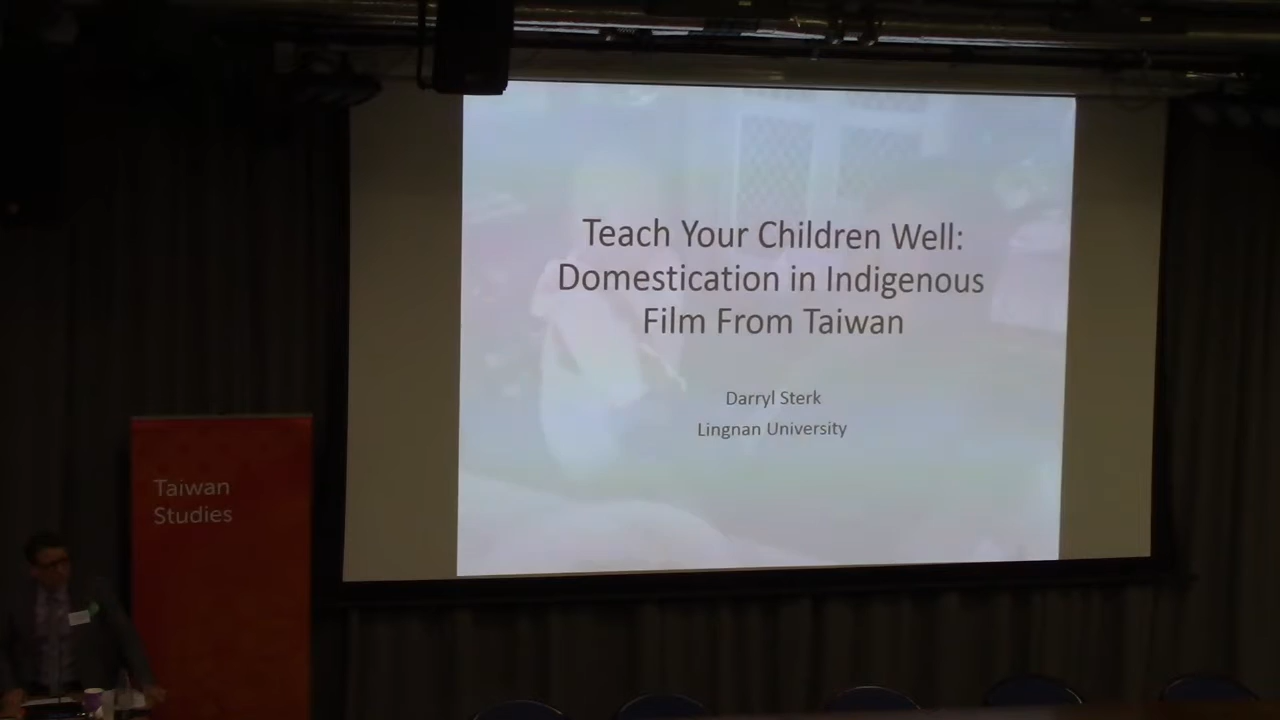 Teach Your Children Well:
Domestication in Indigenous
Film From Taiwan
Darryl Sterk
Lingnan University
Taiwan
Studies